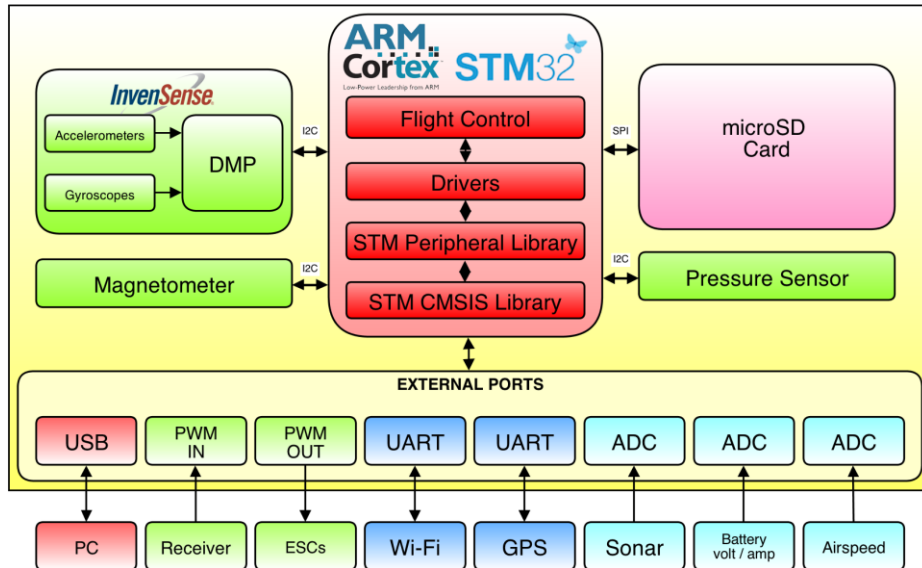 ARM
Cortex
Low-Power Leadership from ARM
STM32
InvenSense
Accelerometers
Gyroscopes
DMP
I2C
Flight Control
Drivers
STM Peripheral Library
STM CMSIS Library
SPI
microSD
Card
Magnetometer
I2C
I2C
Pressure Sensor
EXTERNAL PORTS
USB
PWM
IN
PWM
OUT
UART
UART
ADC
ADC
ADC
PC
Receiver
ESCs
Wi-Fi
GPS
Sonar
Battery
volt / amp
Airspeed